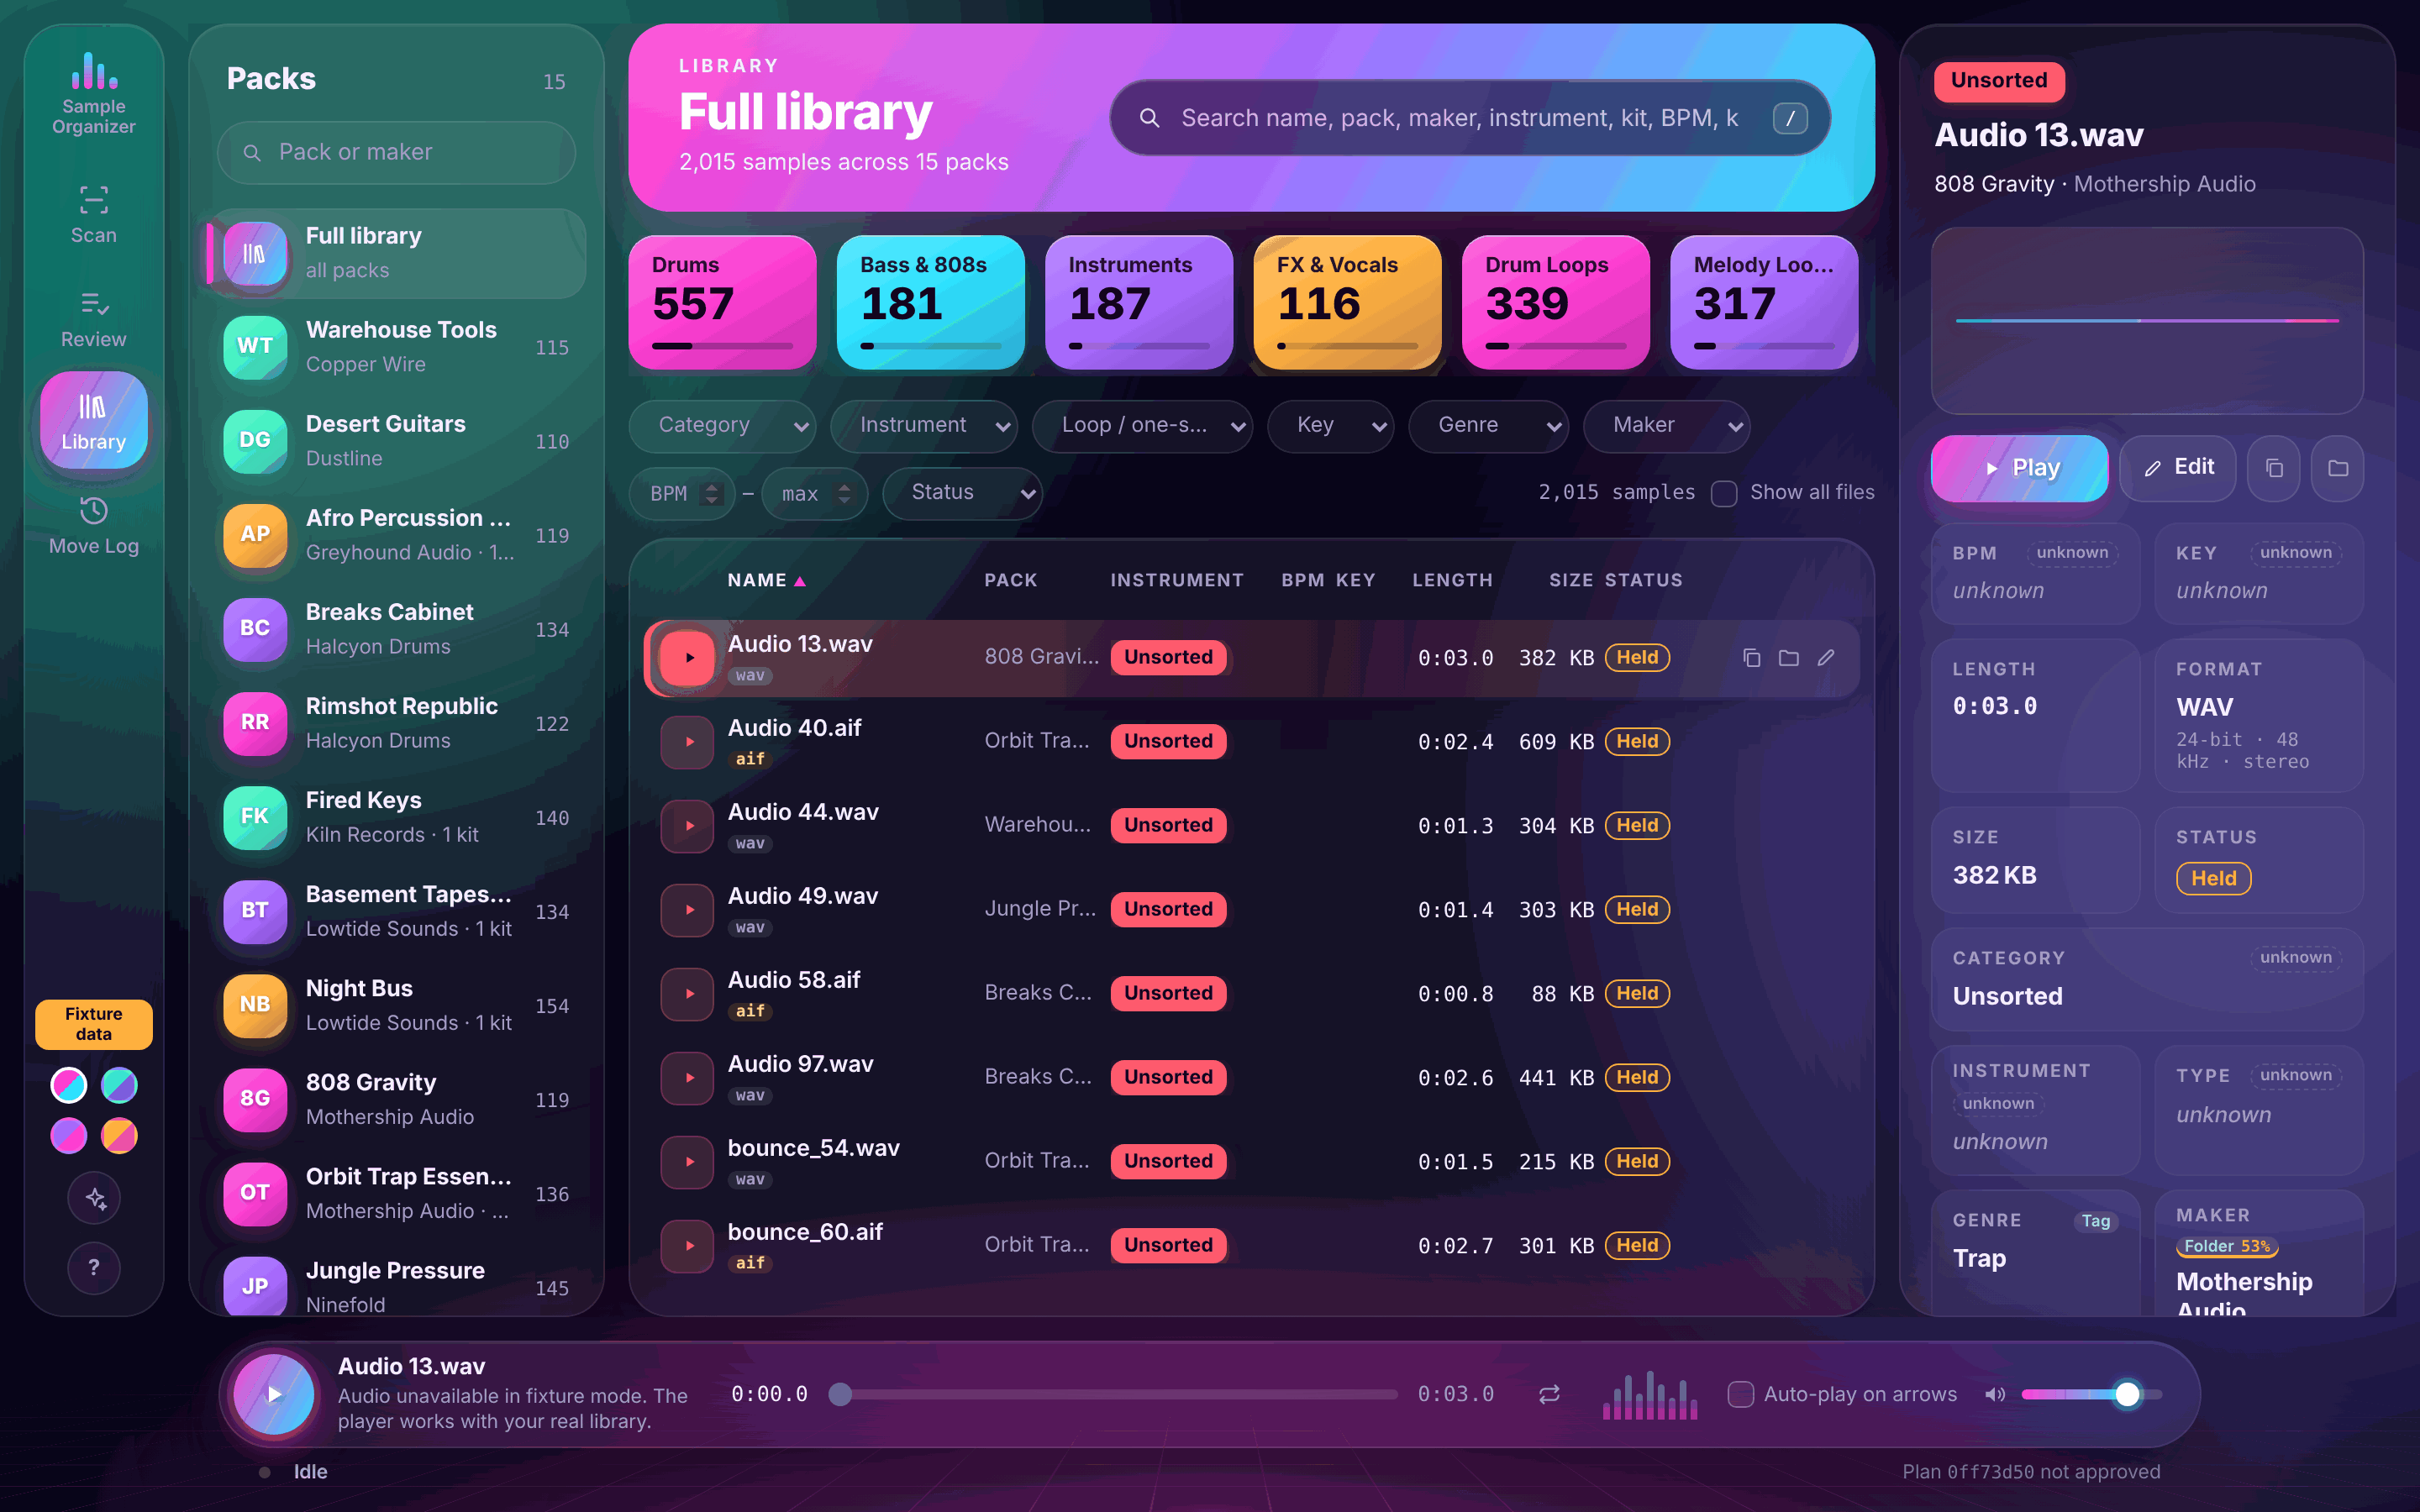 Sample
Organizer
Scan
Review
Library
Move Log
Fixture
data
?
Packs 15
Pack or maker
Full library
all packs
WT Warehouse Tools 115
Copper Wire
DG Desert Guitars 110
Dustline
AP Afro Percussion ... 119
Greyhound Audio · 1...
BC Breaks Cabinet 134
Halcyon Drums
RR Rimshot Republic 122
Halcyon Drums
FK Fired Keys 140
Kiln Records · 1 kit
BT Basement Tapes... 134
Lowtide Sounds · 1 kit
NB Night Bus 154
Lowtide Sounds · 1 kit
8G 808 Gravity 119
Mothership Audio
OT Orbit Trap Essen... 136
Mothership Audio · ...
JP Jungle Pressure 145
Ninefold
LIBRARY
Full library
2,015 samples across 15 packs
Search name, pack, maker, instrument, kit, BPM, k /
Drums
557
Bass & 808s
181
Instruments
187
FX & Vocals
116
Drum Loops
339
Melody Loo...
317
Category Instrument Loop / one-s... Key Genre Maker
BPM – max Status 2,015 samples Show all files
NAME PACK INSTRUMENT BPM KEY LENGTH SIZE STATUS
Audio 13.wav 808 Gravi... Unsorted 0:03.0 382 KB Held
wav
Audio 40.aif Orbit Tra... Unsorted 0:02.4 609 KB Held
aif
Audio 44.wav Warehou... Unsorted 0:01.3 304 KB Held
wav
Audio 49.wav Jungle Pr... Unsorted 0:01.4 303 KB Held
wav
Audio 58.aif Breaks C... Unsorted 0:00.8 88 KB Held
aif
Audio 97.wav Breaks C... Unsorted 0:02.6 441 KB Held
wav
bounce_54.wav Orbit Tra... Unsorted 0:01.5 215 KB Held
wav
bounce_60.aif Orbit Tra... Unsorted 0:02.7 301 KB Held
aif
Unsorted
Audio 13.wav
808 Gravity · Mothership Audio
Play Edit
BPM unknown
unknown
KEY unknown
unknown
LENGTH
0:03.0
FORMAT
WAV
24-bit · 48
kHz · stereo
SIZE
382 KB
STATUS
Held
CATEGORY unknown
Unsorted
INSTRUMENT
unknown
unknown
TYPE unknown
unknown
GENRE Tag
Trap
MAKER
Folder 53%
Mothership
Audio
Audio 13.wav
Audio unavailable in fixture mode. The
player works with your real library.
0:00.0 0:03.0 Auto-play on arrows
Idle
Plan 0ff73d50 not approved